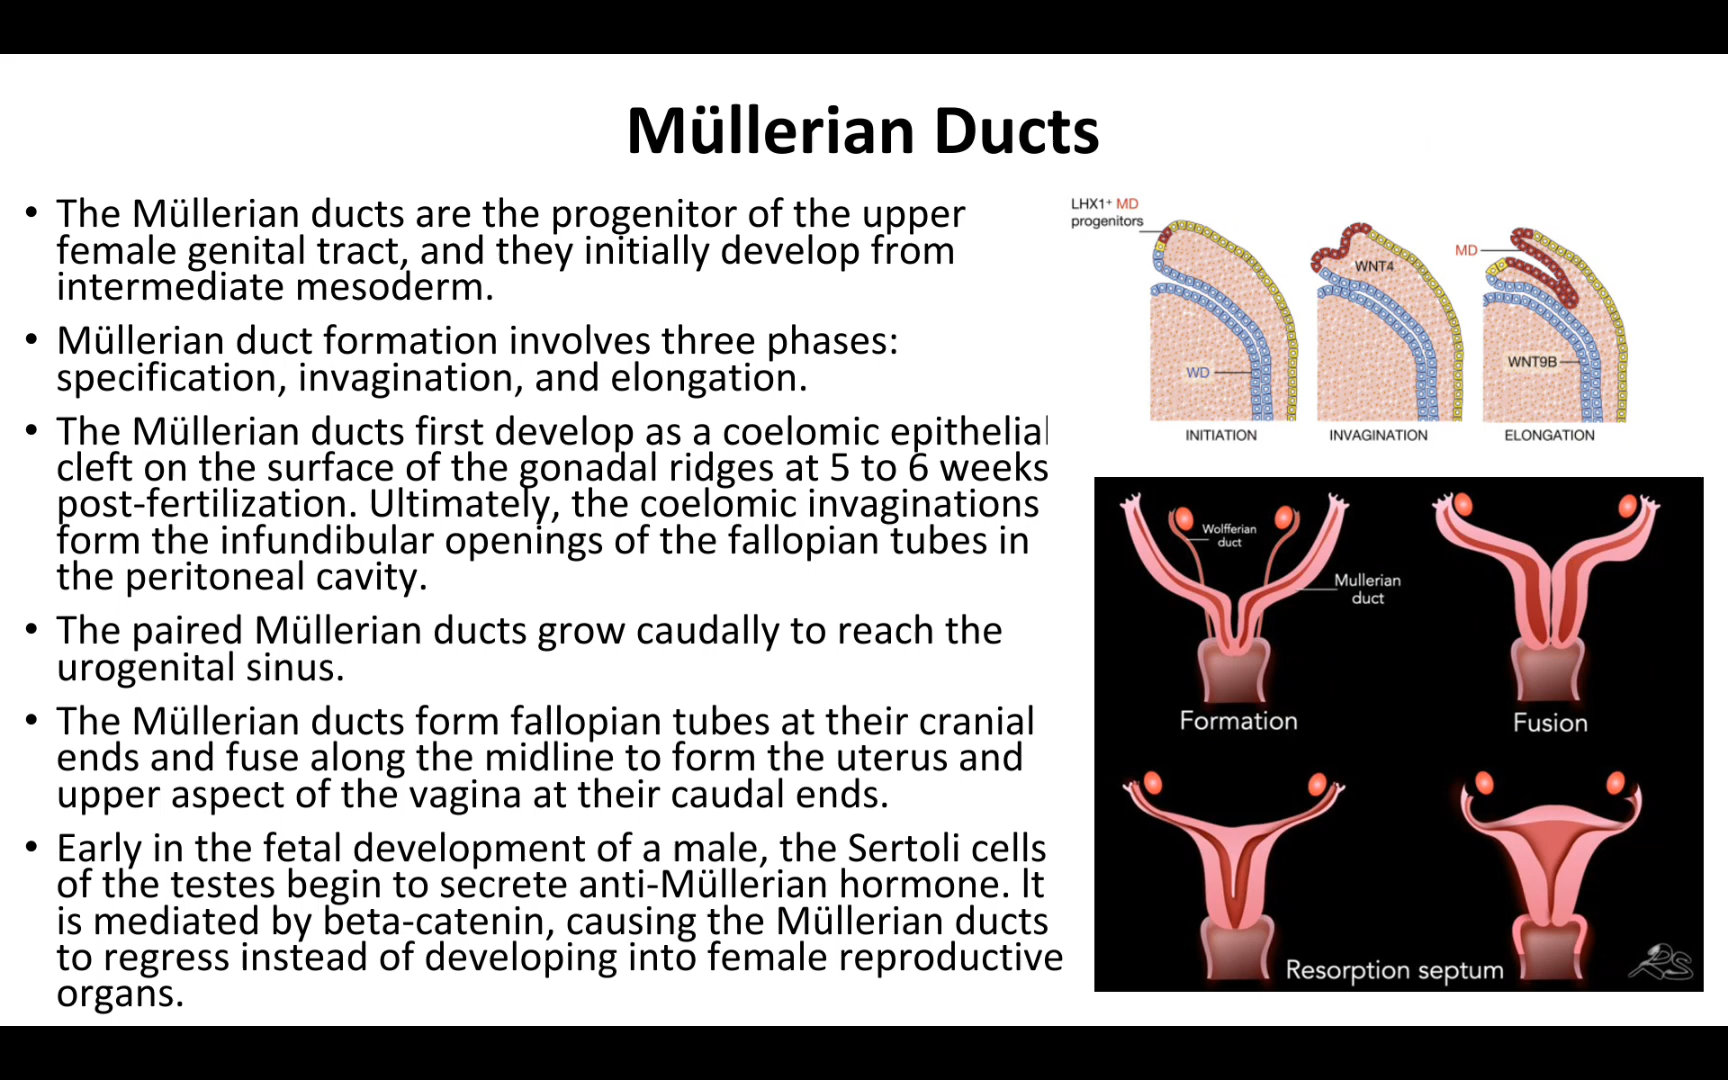 Müllerian Ducts
• The Müllerian ducts are the progenitor of the upper
female genital tract, and they initially develop from
intermediate mesoderm.
• Müllerian duct formation involves three phases:
specification, invagination, and elongation.
• The Müllerian ducts first develop as a coelomic epithelial
cleft on the surface of the gonadal ridges at 5 to 6 weeks
post-fertilization. Ultimately, the coelomic invaginations
form the infundibular openings of the fallopian tubes in
the peritoneal cavity.
• The paired Müllerian ducts grow caudally to reach the
urogenital sinus.
• The Müllerian ducts form fallopian tubes at their cranial
ends and fuse along the midline to form the uterus and
upper aspect of the vagina at their caudal ends.
• Early in the fetal development of a male, the Sertoli cells
of the testes begin to secrete anti-Müllerian hormone. It
is mediated by beta-catenin, causing the Müllerian ducts
to regress instead of developing into female reproductive
organs.
LHX1⁺ MD
progenitors
WD
INITIATION
WNT4
INVAGINATION
MD
WNT9B
ELONGATION
Wolfferian
duct
Mullerian
duct
Formation
Fusion
Resorption septum